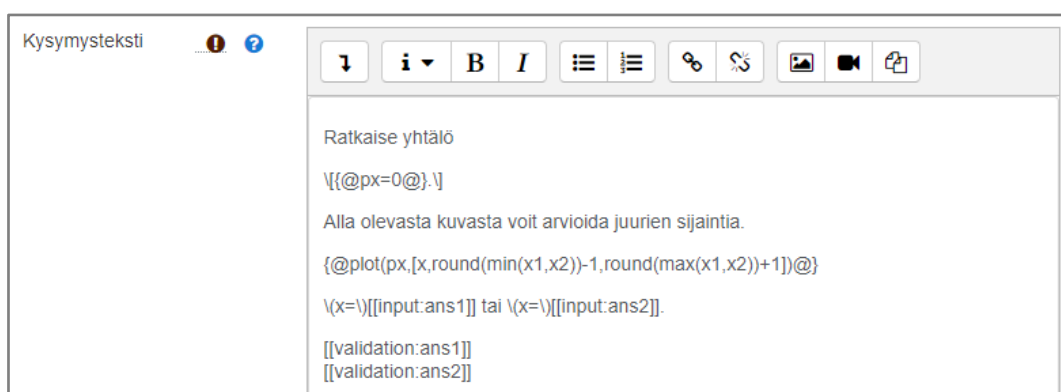 Kysymysteksti
B I
Ratkaise yhtälö
\[{@px=0@}.\]
Alla olevasta kuvasta voit arvioida juurien sijaintia.
{@plot(px,[x,round(min(x1,x2))-1,round(max(x1,x2))+1])@}
\(x=\)[[input:ans1]] tai \(x=\)[[input:ans2]].
[[validation:ans1]]
[[validation:ans2]]